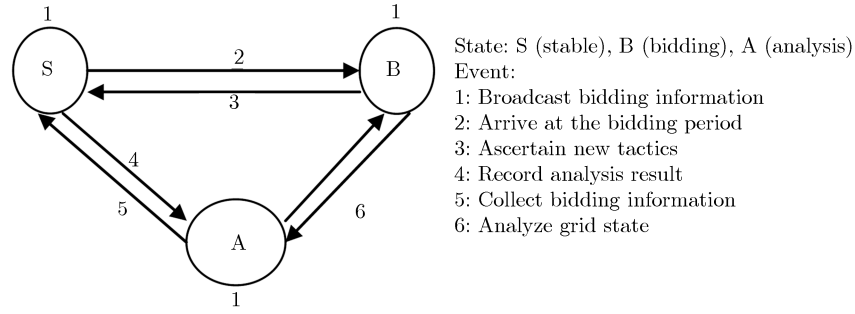 1
1
S
2
B
3
4
5
6
A
1
State: S (stable), B (bidding), A (analysis)
Event:
1: Broadcast bidding information
2: Arrive at the bidding period
3: Ascertain new tactics
4: Record analysis result
5: Collect bidding information
6: Analyze grid state